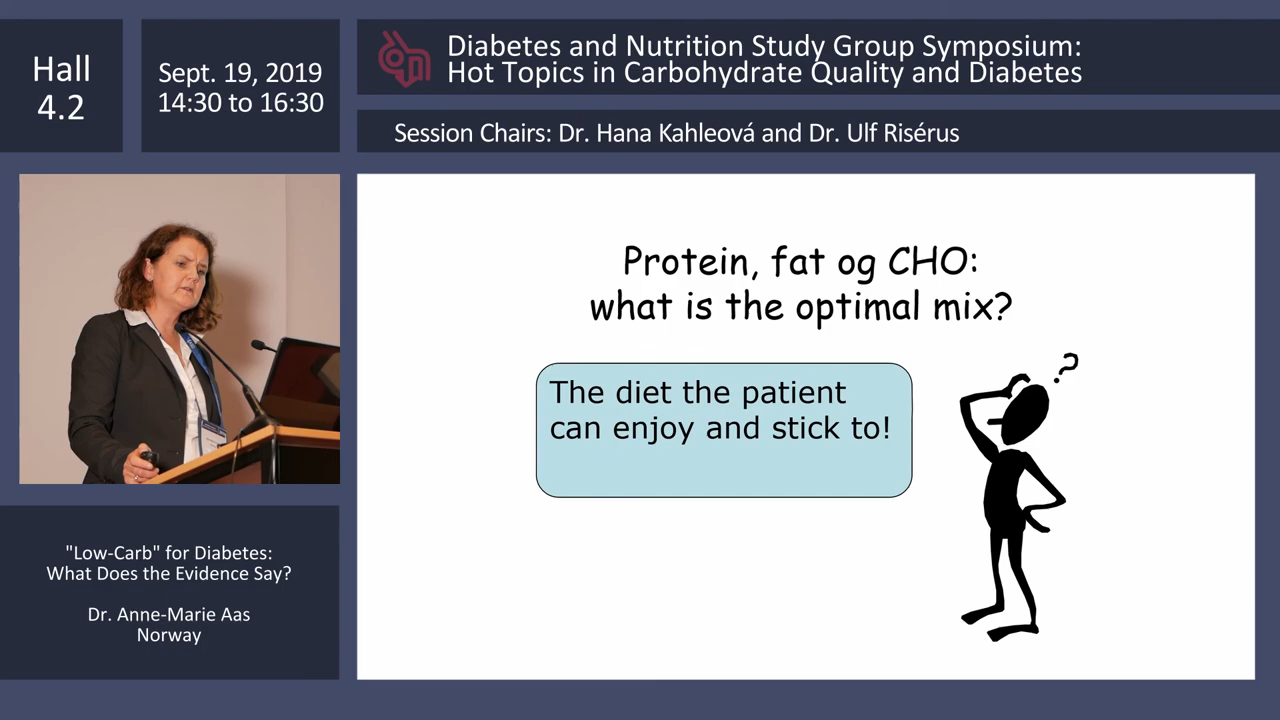 Hall
4.2
Sept. 19, 2019
14:30 to 16:30
Diabetes and Nutrition Study Group Symposium:
Hot Topics in Carbohydrate Quality and Diabetes
Session Chairs: Dr. Hana Kahleová and Dr. Ulf Risérus
Protein, fat og CHO:
what is the optimal mix?
The diet the patient
can enjoy and stick to!
?
"Low-Carb" for Diabetes:
What Does the Evidence Say?
Dr. Anne-Marie Aas
Norway